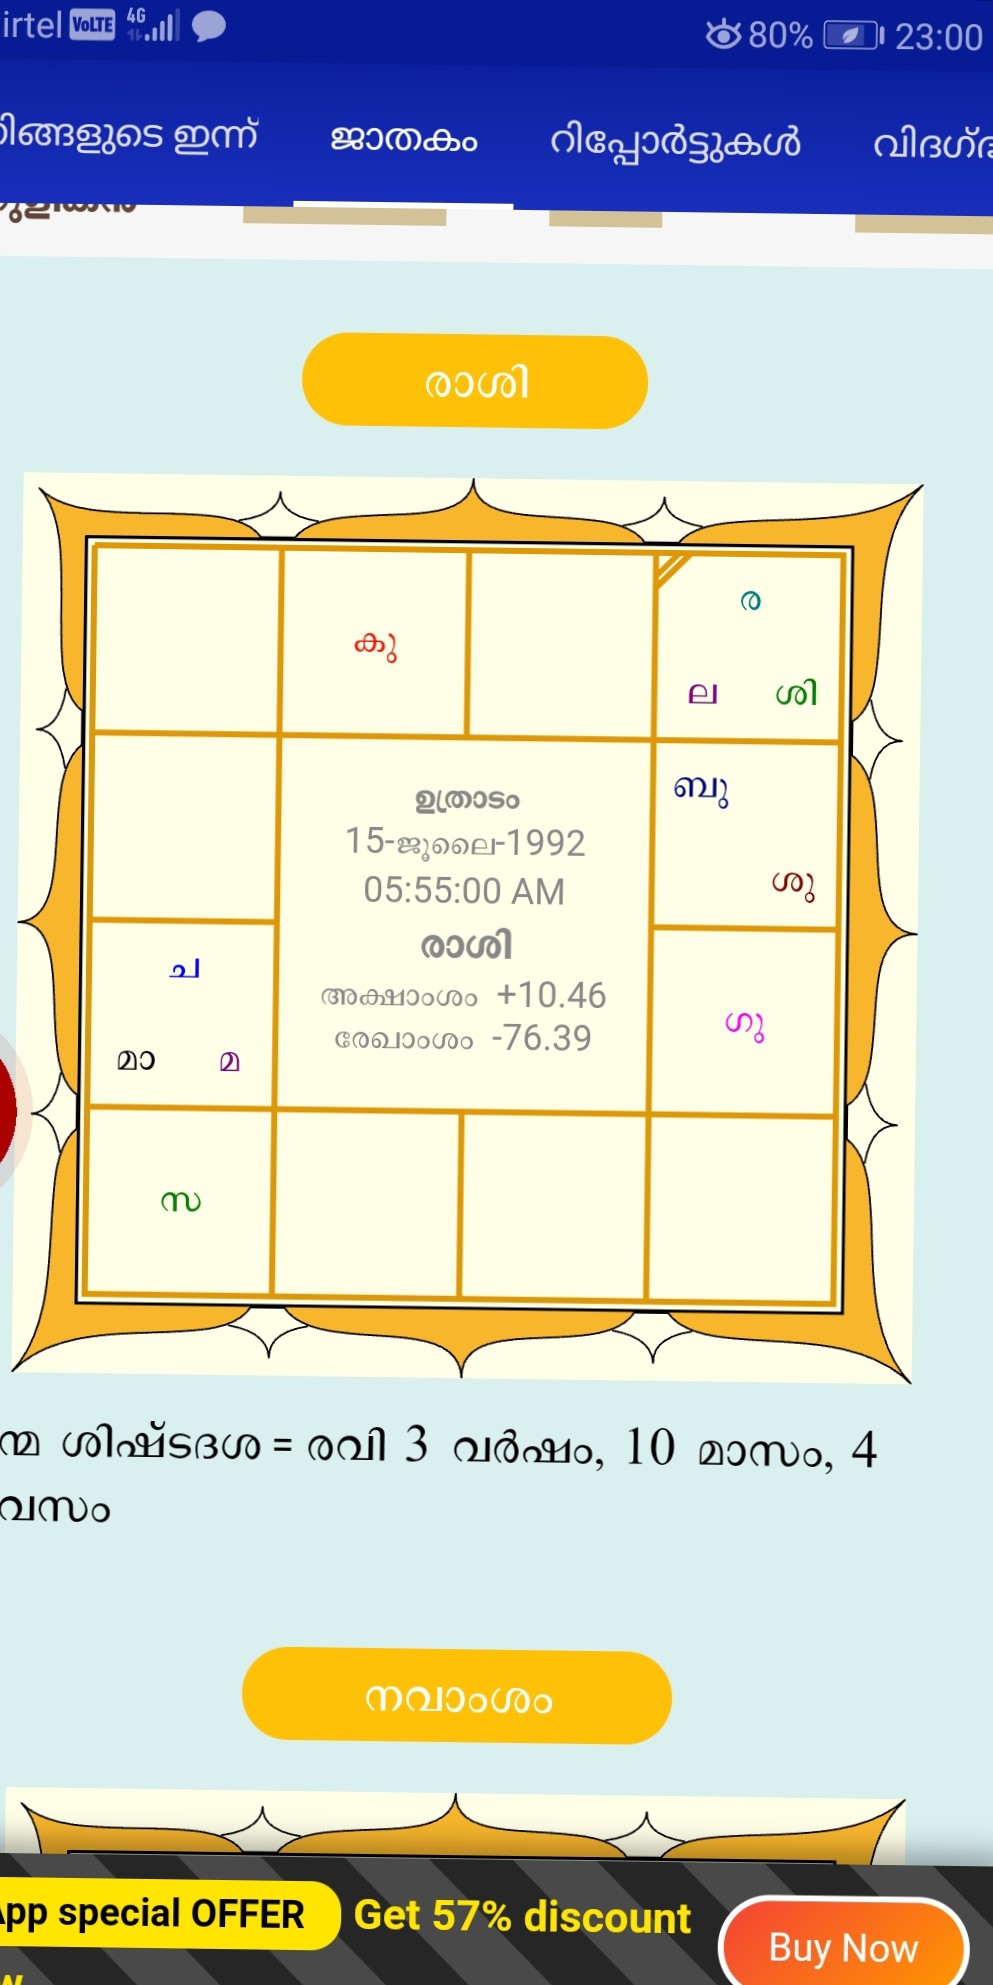 irtel VoLTE 4G 80% 23:00
നിങ്ങളുടെ ഇന്ന് ജാതകം റിപ്പോർട്ടുകൾ
രാശി
ര
കു
ല ശി
ബു
ഉത്രാടം
15-ജൂലൈ-1992
ശു
05:55:00 AM
രാശി
ച
അക്ഷാംശം +10.46
ഗു
രേഖാംശം -76.39
മാ മ
സ
ന്മ ശിഷ്ടദശ = രവി 3 വർഷം, 10 മാസം, 4
വസം
നവാംശം
App special OFFER Get 57% discount
Buy Now